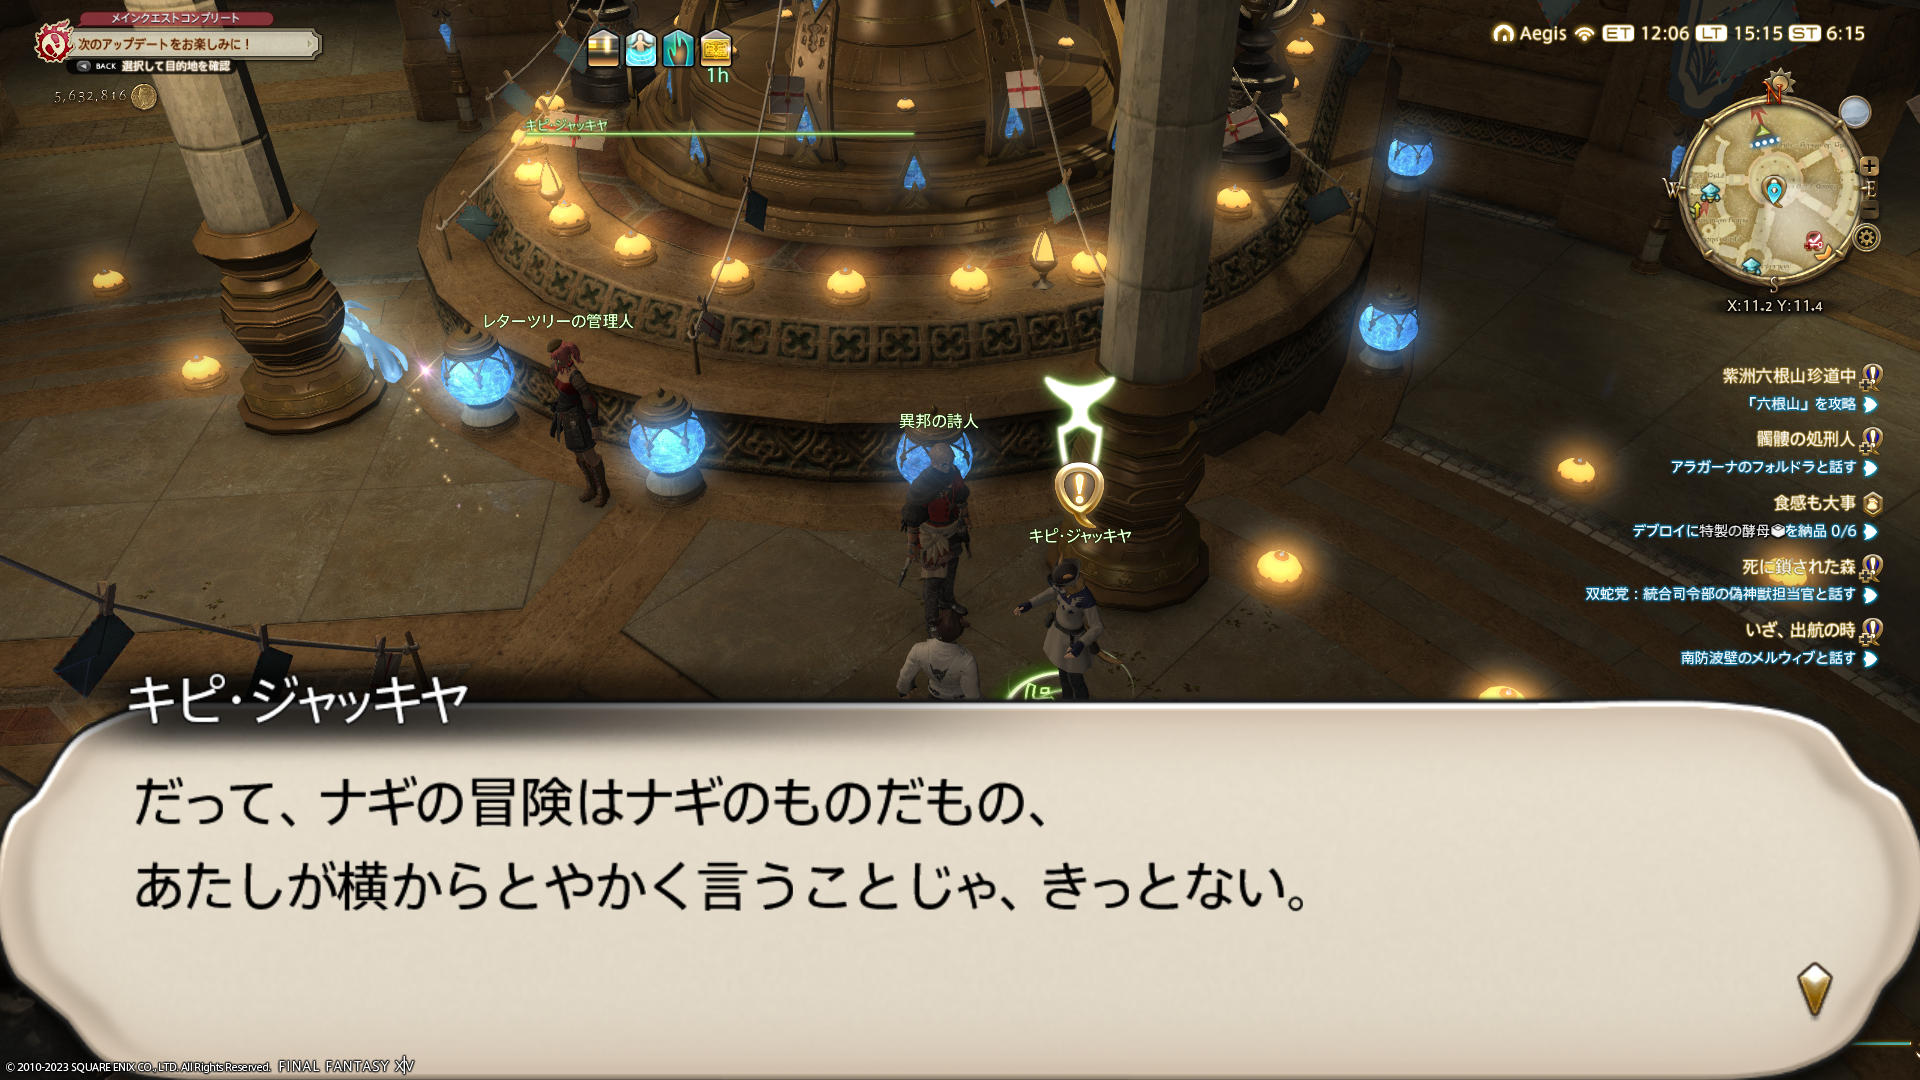 メインクエストコンプリート
次のアップデートをお楽しみに！
BACK 選択して目的地を確認
5,632,816
1h
Aegis ET 12:06 LT 15:15 ST 6:15
N
W
E
S
X:11.2 Y:11.4
キピ・ジャッキヤ
レターツリーの管理人
異邦の詩人
キピ・ジャッキヤ
紫洲六根山珍道中
「六根山」を攻略
髑髏の処刑人
アラガーナのフォルドラと話す
食感も大事
デブロイに特製の酵母を納品 0/6
死に鎖された森
双蛇党：統合司令部の偽神獣担当官と話す
いざ、出航の時
南防波壁のメルウィブと話す
キピ・ジャッキヤ
だって、ナギの冒険はナギのものだもの、
あたしが横からとやかく言うことじゃ、きっとない。
© 2010-2023 SQUARE ENIX CO., LTD. All Rights Reserved. FINAL FANTASY XIV